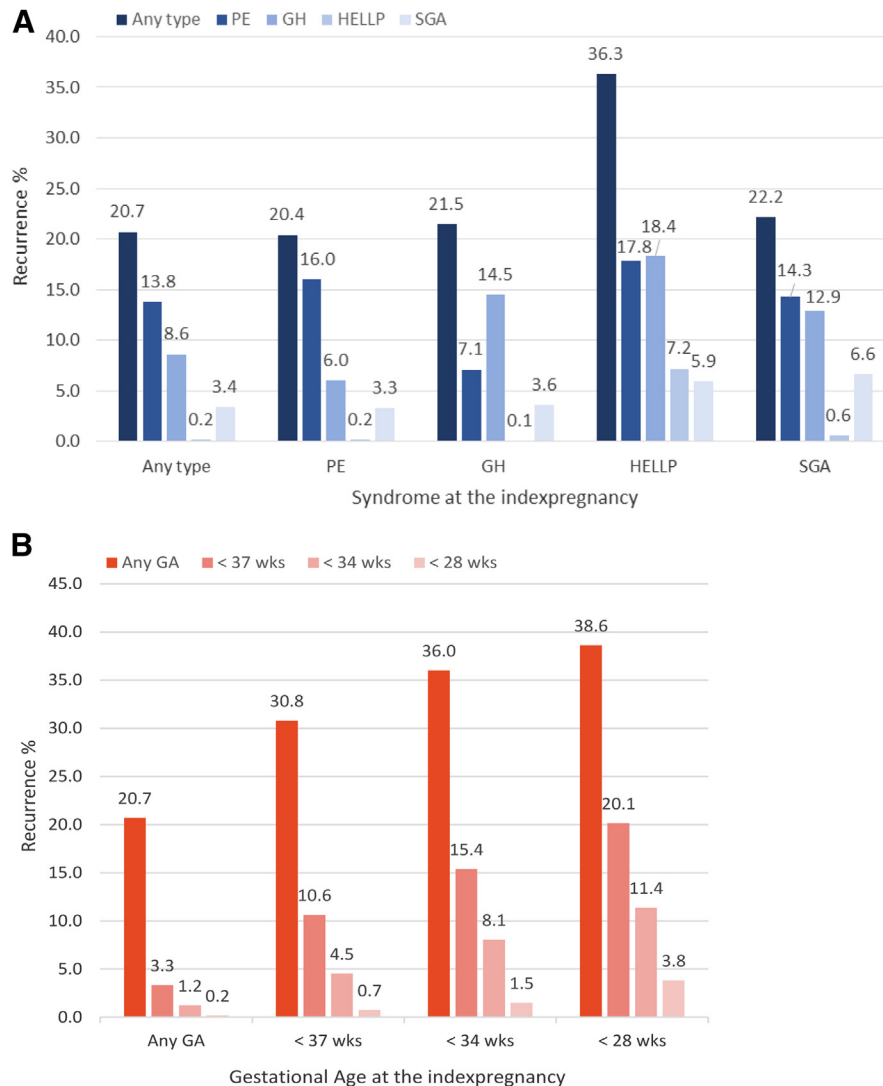 A
Any type PE GH HELLP SGA
40.0
35.0
30.0
25.0
20.0
15.0
10.0
5.0
0.0
Recurrence %
20.7 13.8 8.6 0.2 3.4
20.4 16.0 6.0 0.2 3.3
21.5 7.1 14.5 0.1 3.6
36.3 17.8 18.4 7.2 5.9
22.2 14.3 12.9 0.6 6.6
Any type PE GH HELLP SGA
Syndrome at the indexpregnancy
B
Any GA < 37 wks < 34 wks < 28 wks
45.0
40.0
35.0
30.0
25.0
20.0
15.0
10.0
5.0
0.0
Recurrence %
20.7 3.3 1.2 0.2
30.8 10.6 4.5 0.7
36.0 15.4 8.1 1.5
38.6 20.1 11.4 3.8
Any GA < 37 wks < 34 wks < 28 wks
Gestational Age at the indexpregnancy